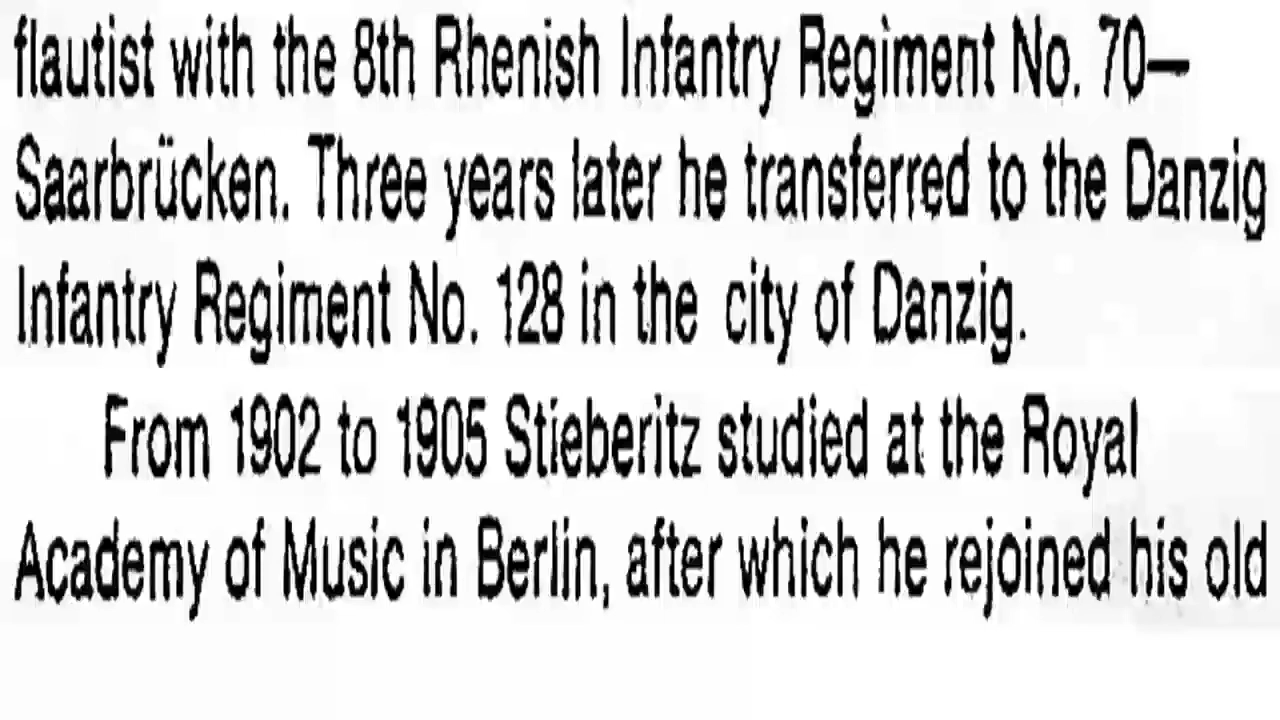 flautist with the 8th Rhenish Infantry Regiment No. 70—
Saarbrücken. Three years later he transferred to the Danzig
Infantry Regiment No. 128 in the city of Danzig.
From 1902 to 1905 Stieberitz studied at the Royal
Academy of Music in Berlin, after which he rejoined his old